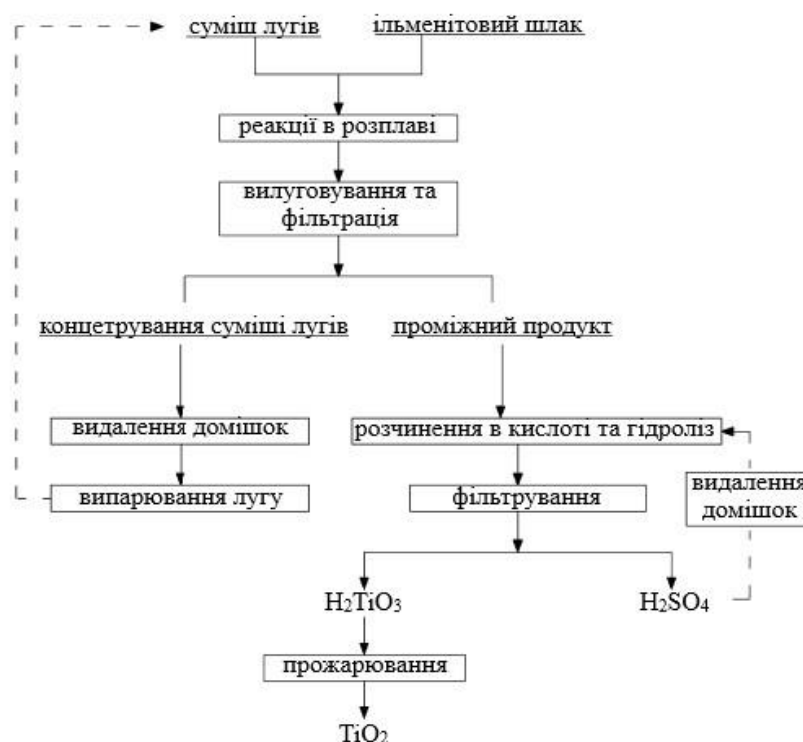 суміш лугів
ільменітовий шлак
реакції в розплаві
вилуговування та
фільтрація
концетрування суміші лугів
проміжний продукт
видалення домішок
розчинення в кислоті та гідроліз
випарювання лугу
фільтрування
видалення
домішок
H₂TiO₃
H₂SO₄
прожарювання
TiO₂